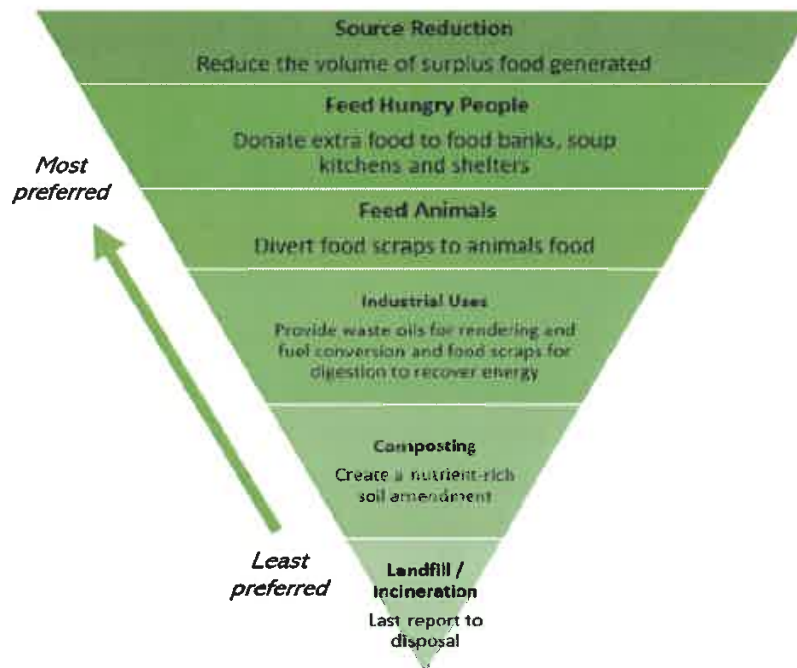 Source Reduction
Reduce the volume of surplus food generated
Feed Hungry People
Donate extra food to food banks, soup
kitchens and shelters
Most
preferred
Feed Animals
Divert food scraps to animals food
Industrial Uses
Provide waste oils for rendering and
fuel conversion and food scraps for
digestion to recover energy
Composting
Create a nutrient-rich
soil amendment
Least
preferred
Landfill /
Incineration
Last report to
disposal